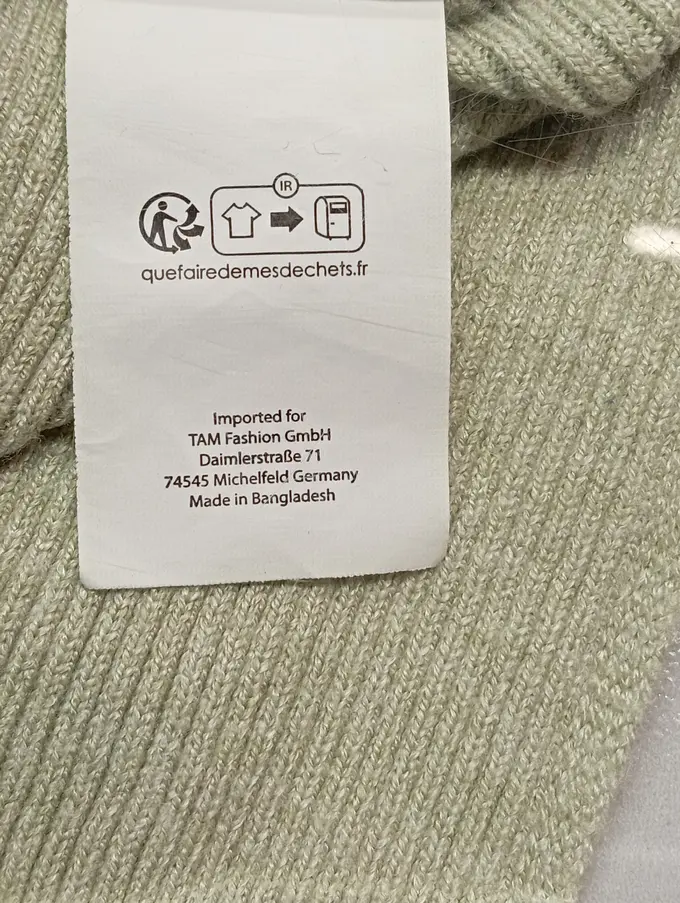 IR
quefairedemesdechets.fr
Imported for
TAM Fashion GmbH
Daimlerstraße 71
74545 Michelfeld Germany
Made in Bangladesh